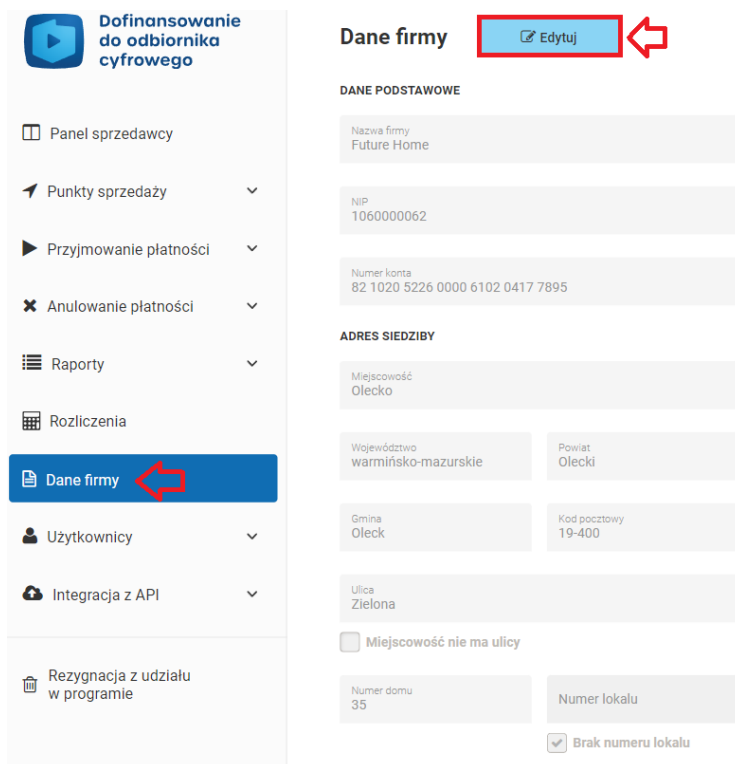 Dofinansowanie
do odbiornika
cyfrowego
Panel sprzedawcy
Punkty sprzedaży
Przyjmowanie płatności
Anulowanie płatności
Raporty
Rozliczenia
Dane firmy
Użytkownicy
Integracja z API
Rezygnacja z udziału
w programie
Dane firmy
Edytuj
DANE PODSTAWOWE
Nazwa firmy
Future Home
NIP
1060000062
Numer konta
82 1020 5226 0000 6102 0417 7895
ADRES SIEDZIBY
Miejscowość
Olecko
Województwo Powiat
warmińsko-mazurskie Olecki
Gmina Kod pocztowy
Oleck 19-400
Ulica
Zielona
Miejscowość nie ma ulicy
Numer domu
35
Numer lokalu
Brak numeru lokalu